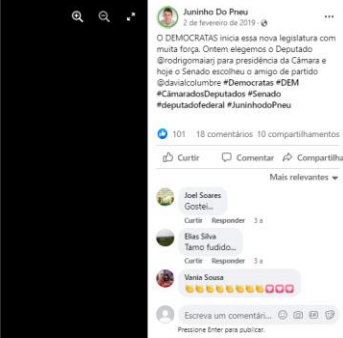 Juninho Do Pneu
2 de fevereiro de 2019 ·
O DEMOCRATAS inicia essa nova legislatura com
muita força. Ontem elegemos o Deputado
@rodrigomaiarj para presidência da Câmara e
hoje o Senado escolheu o amigo de partido
@davialcolumbre #Democratas #DEM
#CâmaradosDeputados #Senado
#deputadofederal #JuninhodoPneu
101 18 comentários 10 compartilhamentos
Curtir Comentar Compartilha
Mais relevantes
Joel Soares
Gostei...
Curtir Responder 3 a
Elias Silva
Tamo fudido...
Curtir Responder 3 a
Vania Sousa
👏👏👏👏👏👏👏👏💟💟💟
Escreva um comentári...
Pressione Enter para publicar.